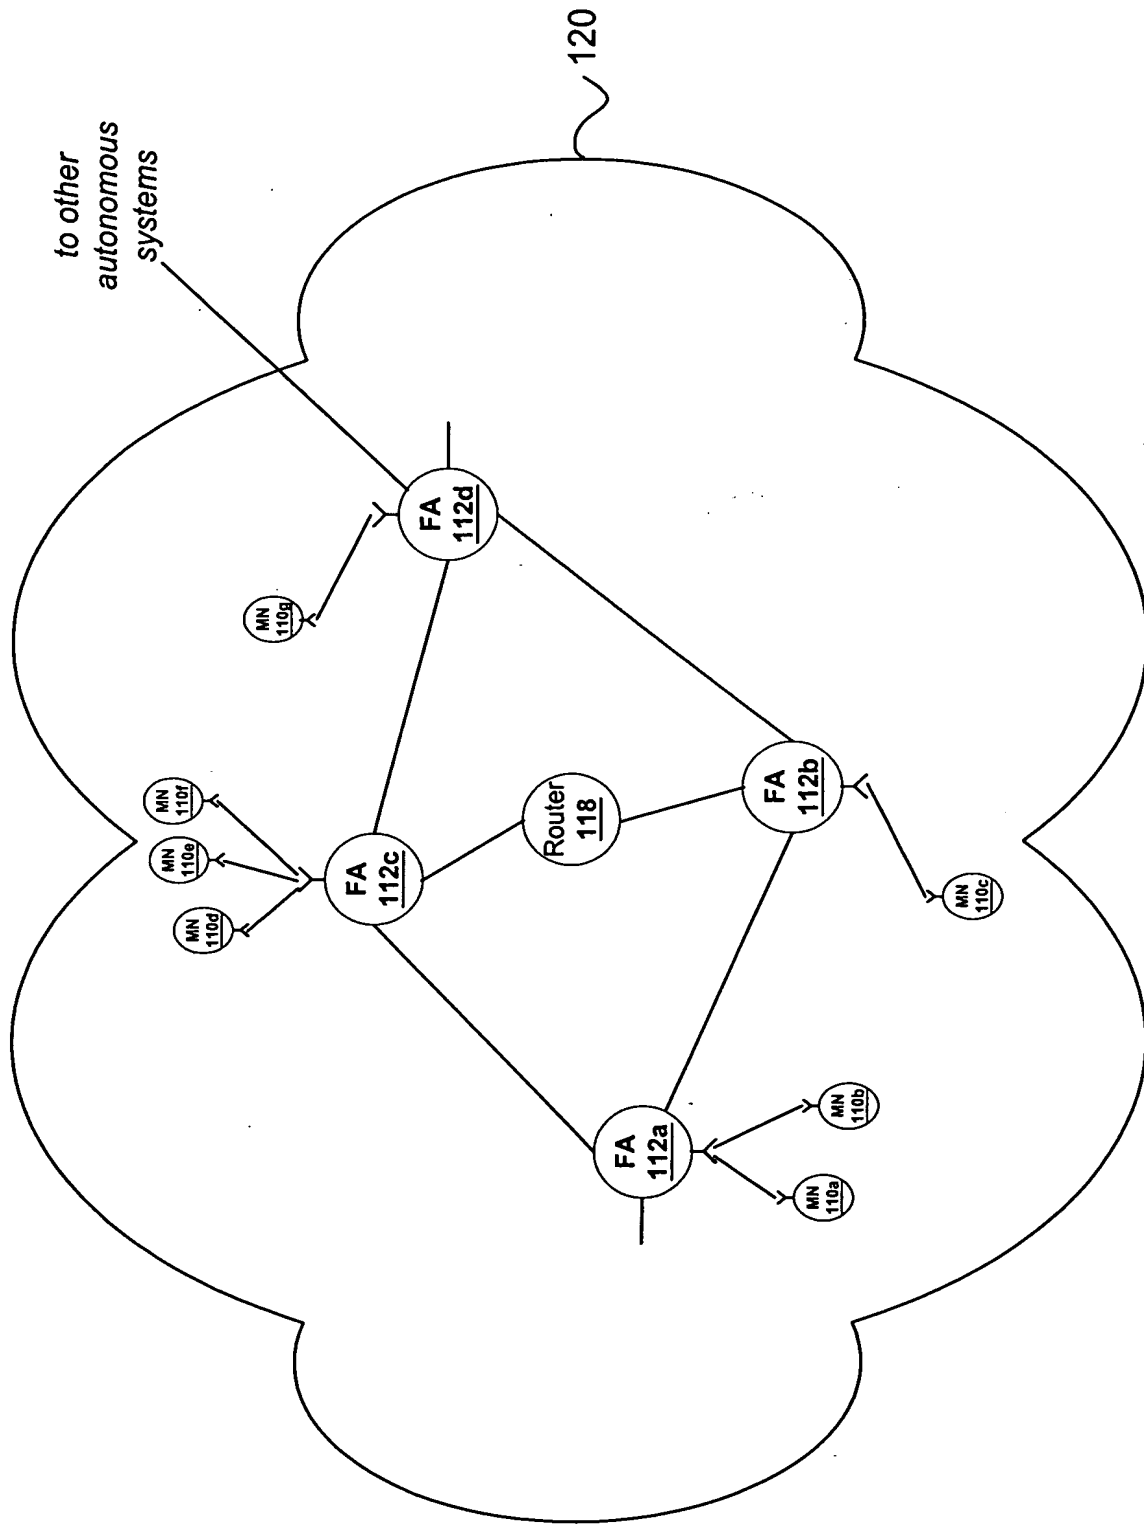 to other
autonomous
systems
120
MN
110g
FA
112d
MN
110f
MN
110e
MN
110d
FA
112c
Router
118
FA
112b
MN
110c
FA
112a
MN
110b
MN
110a